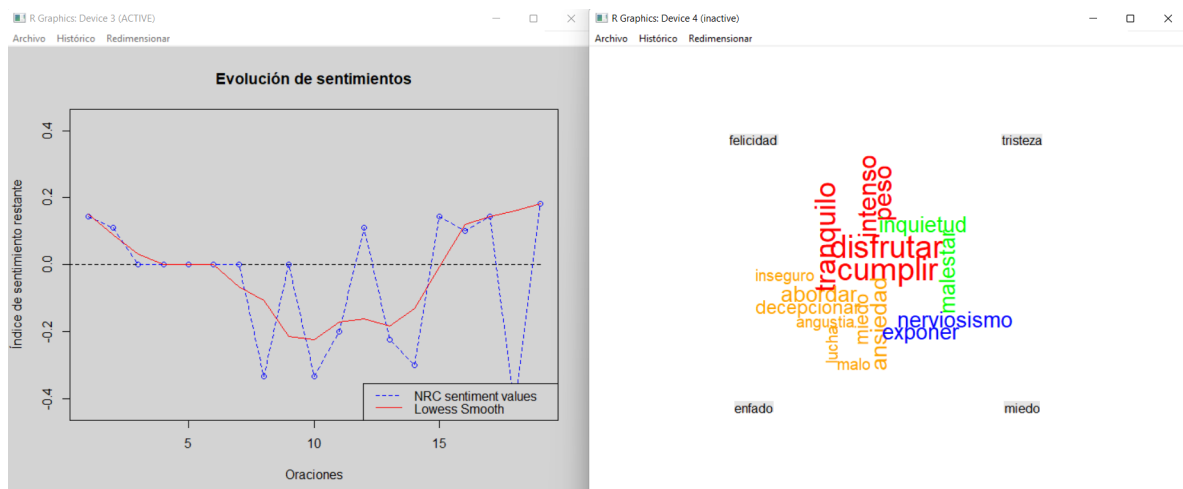 R Graphics: Device 3 (ACTIVE)
Archivo Histórico Redimensionar
Evolución de sentimientos
Índice de sentimiento restante
0.4
0.2
0.0
-0.2
-0.4
5 10 15
Oraciones
NRC sentiment values
Lowess Smooth
R Graphics: Device 4 (inactive)
Archivo Histórico Redimensionar
felicidad
tristeza
tranquilo
intenso
peso
inquietud
disfrutar
cumplir
malestar
inseguro
abordar
decepcionar
angustia
miedo
ansiedad
nerviosismo
exponer
lucha
malo
enfado
miedo